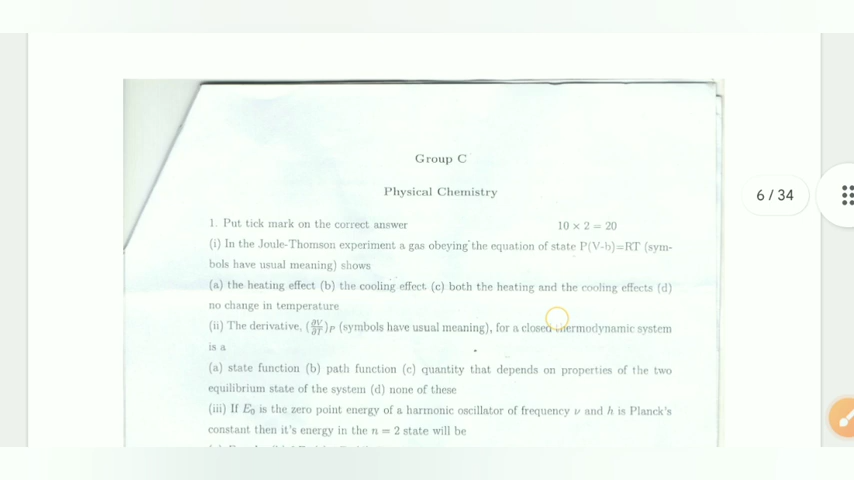 Group C
Physical Chemistry
1. Put tick mark on the correct answer 10 × 2 = 20
(i) In the Joule-Thomson experiment a gas obeying the equation of state P(V-b)=RT (sym-
bols have usual meaning) shows
(a) the heating effect (b) the cooling effect (c) both the heating and the cooling effects (d)
no change in temperature
(ii) The derivative, (∂V/∂T)P (symbols have usual meaning), for a closed thermodynamic system
is a
(a) state function (b) path function (c) quantity that depends on properties of the two
equilibrium state of the system (d) none of these
(iii) If E0 is the zero point energy of a harmonic oscillator of frequency ν and h is Planck's
constant then it's energy in the n = 2 state will be
6 / 34